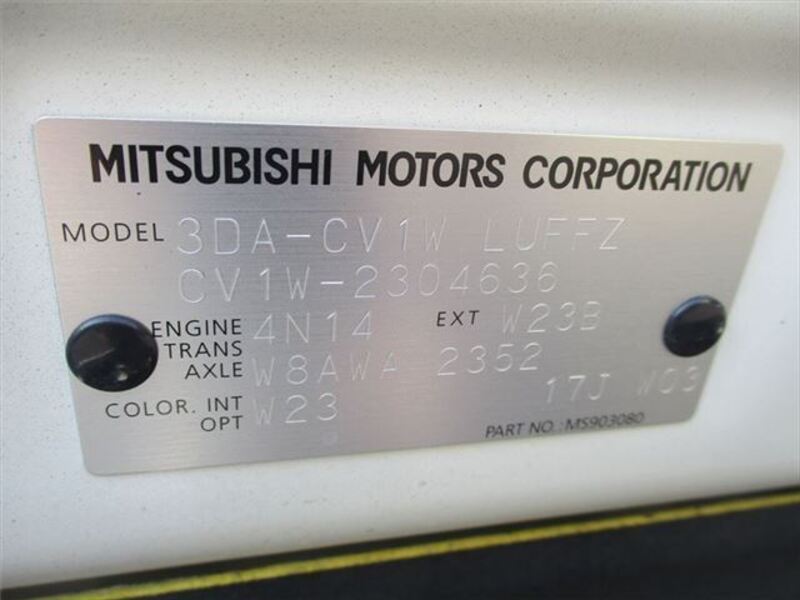 MITSUBISHI MOTORS CORPORATION
MODEL 3DA-CV1W LUFFZ
CV1W-2304636
ENGINE 4N14 EXT W23B
TRANS AXLE W8AWA 2352
COLOR. INT OPT W23 17J W03
PART NO.: MS903080